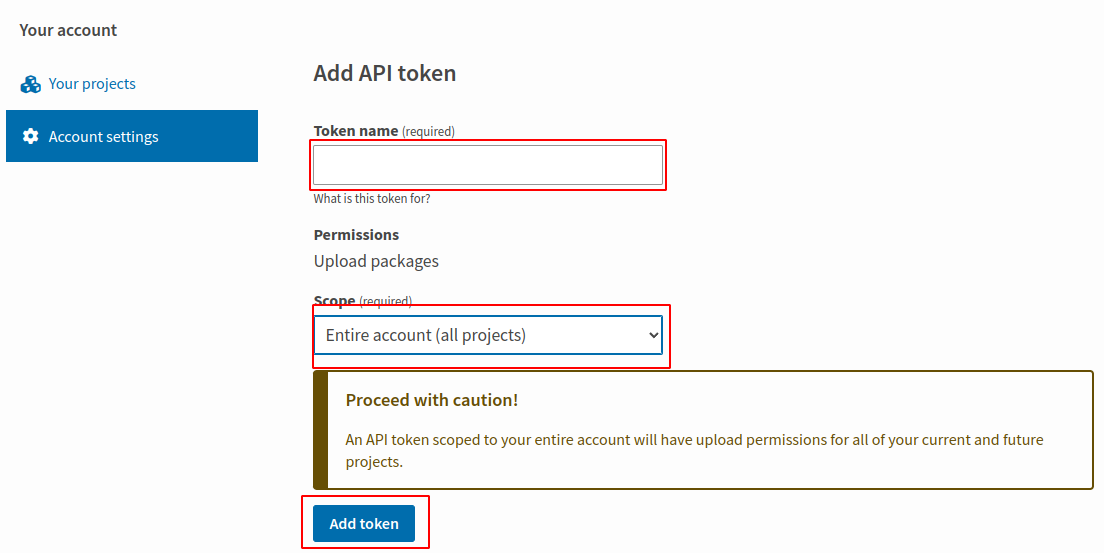 Your account
Your projects
Account settings
Add API token
Token name (required)
What is this token for?
Permissions
Upload packages
Scope (required)
Entire account (all projects)
Proceed with caution!
An API token scoped to your entire account will have upload permissions for all of your current and future
projects.
Add token